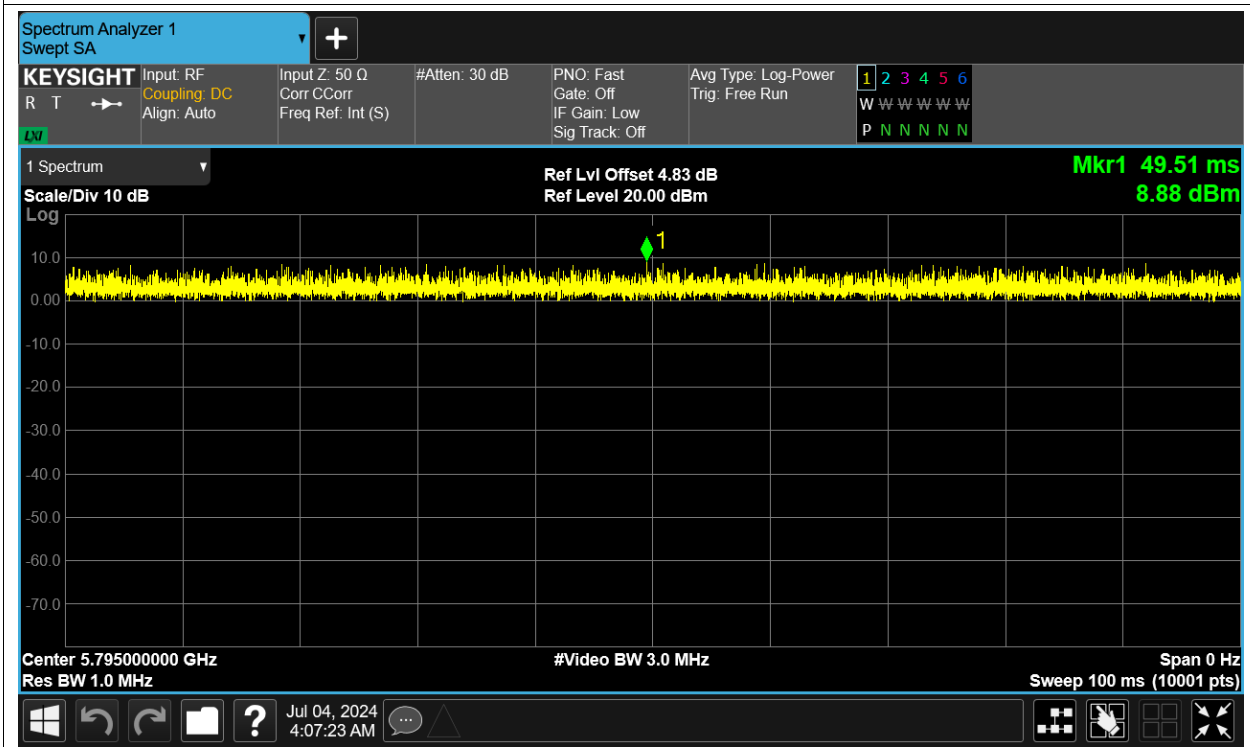 Spectrum Analyzer 1
Swept SA
KEYSIGHT
R T
LXI
Input: RF
Coupling: DC
Align: Auto
Input Z: 50 Ω
Corr CCorr
Freq Ref: Int (S)
#Atten: 30 dB
PNO: Fast
Gate: Off
IF Gain: Low
Sig Track: Off
Avg Type: Log-Power
Trig: Free Run
1 2 3 4 5 6
W W W W W W
P N N N N N
1 Spectrum
Scale/Div 10 dB
Ref Lvl Offset 4.83 dB
Ref Level 20.00 dBm
Mkr1 49.51 ms
8.88 dBm
Log
1
10.0
0.00
-10.0
-20.0
-30.0
-40.0
-50.0
-60.0
-70.0
Center 5.795000000 GHz
#Video BW 3.0 MHz
Span 0 Hz
Res BW 1.0 MHz
Sweep 100 ms (10001 pts)
?
Jul 04, 2024
4:07:23 AM